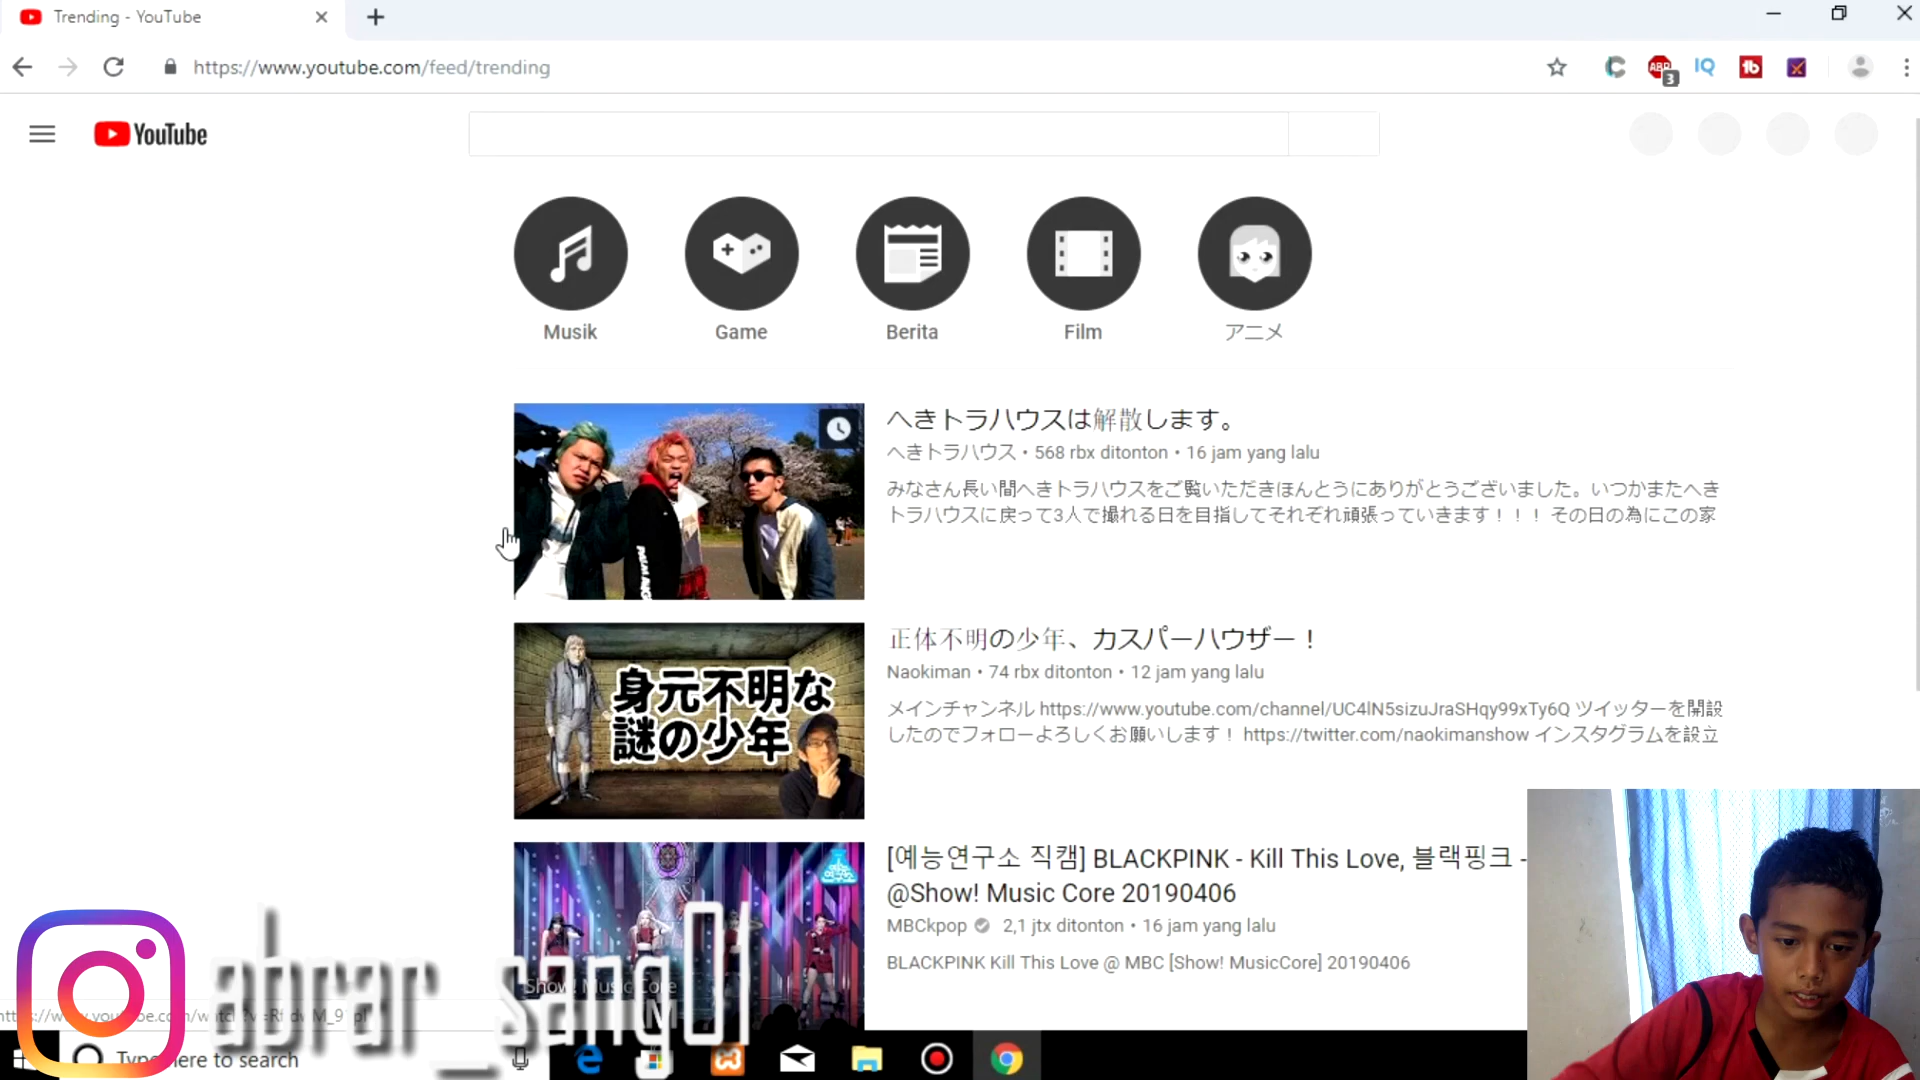 Trending - YouTube
https://www.youtube.com/feed/trending
ABP
3
IQ
YouTube
Musik
Game
Berita
Film
アニメ
へきトラハウスは解散します。
へきトラハウス • 568 rbx ditonton • 16 jam yang lalu
みなさん長い間へきトラハウスをご覧いただきほんとうにありがとうございました。いつかまたへき
トラハウスに戻って3人で撮れる日を目指してそれぞれ頑張っていきます！！！ その日の為にこの家
身元不明な
謎の少年
正体不明の少年、カスパーハウザー！
Naokiman • 74 rbx ditonton • 12 jam yang lalu
メインチャンネル https://www.youtube.com/channel/UC4lN5sizuJraSHqy99xTy6Q ツイッターを開設
したのでフォローよろしくお願いします！ https://twitter.com/naokimanshow インスタグラムを設立
[예능연구소 직캠] BLACKPINK - Kill This Love, 블랙핑크 -
@Show! Music Core 20190406
MBCkpop 2,1 jtx ditonton • 16 jam yang lalu
BLACKPINK Kill This Love @ MBC [Show! MusicCore] 20190406
Show! Music Core
abrar_sang01
Type here to search